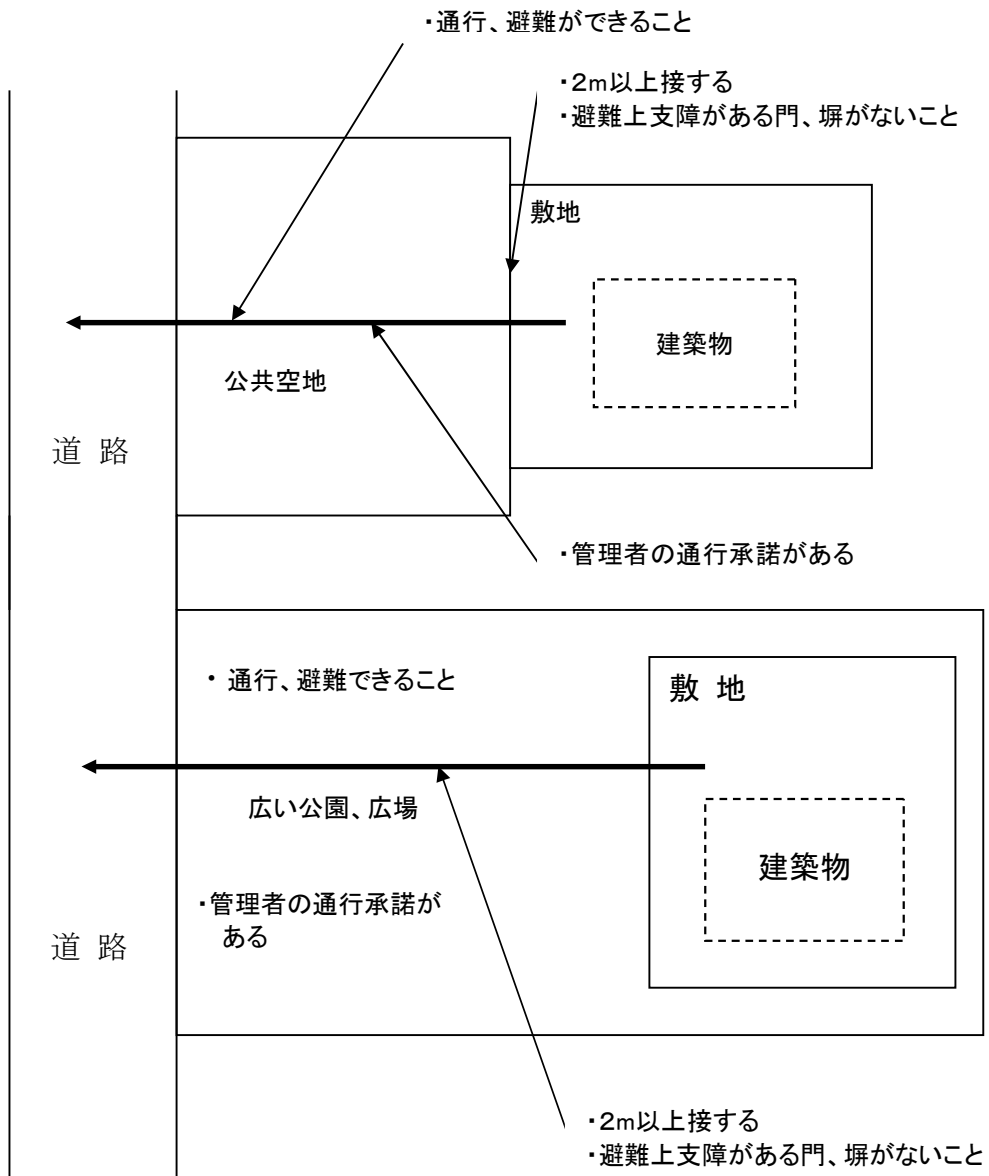 ・通行、避難ができること
・2m以上接する
・避難上支障がある門、塀がないこと
敷地
建築物
公共空地
道 路
・管理者の通行承諾がある
・ 通行、避難できること
敷 地
広い公園、広場
建築物
・管理者の通行承諾が
ある
道 路
・2m以上接する
・避難上支障がある門、塀がないこと